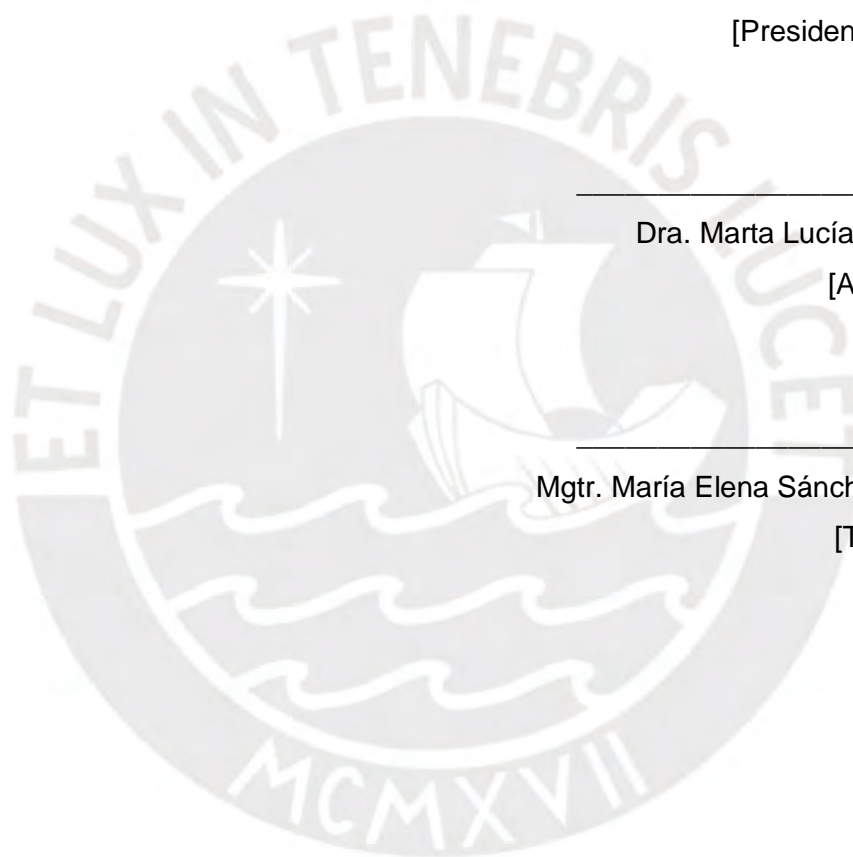 [Presiden
Dra. Marta Lucía
[A
Mgtr. María Elena Sánch
[T
ET LUX IN TENEBRIS LUCET
MCMXVII